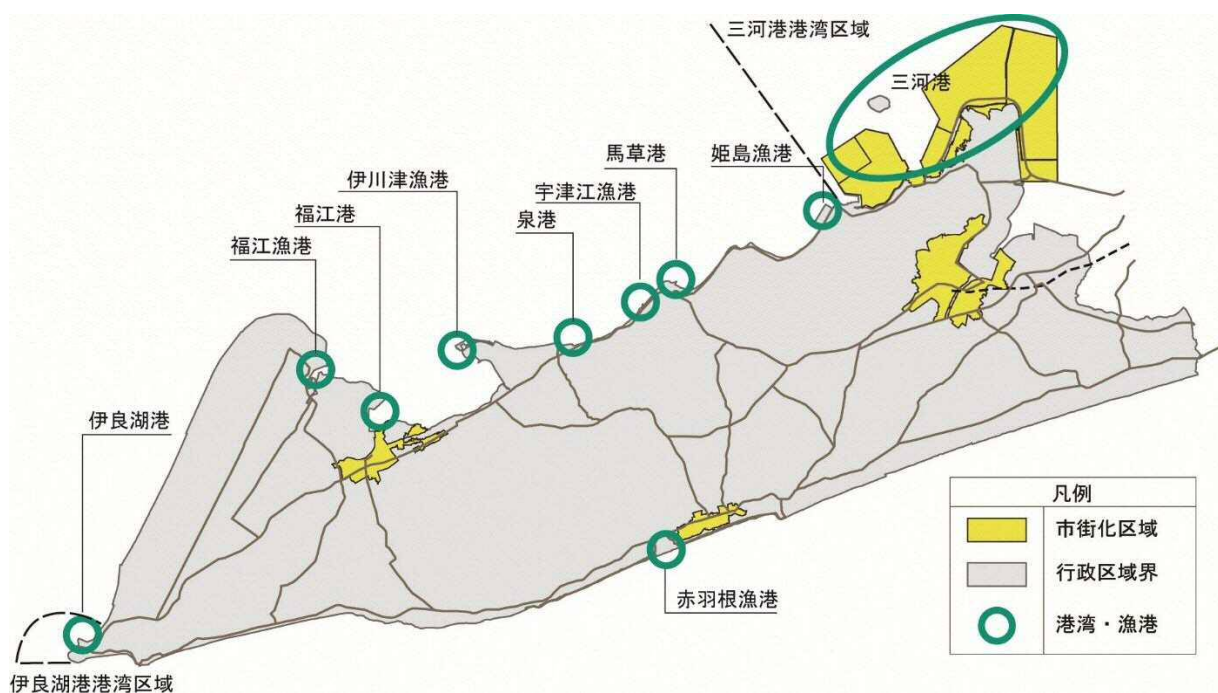 三河港港湾区域
三河港
馬草港
姫島漁港
伊川津漁港
宇津江漁港
福江港
泉港
福江漁港
伊良湖港
赤羽根漁港
伊良湖港港湾区域
凡例
市街化区域
行政区域界
港湾・漁港